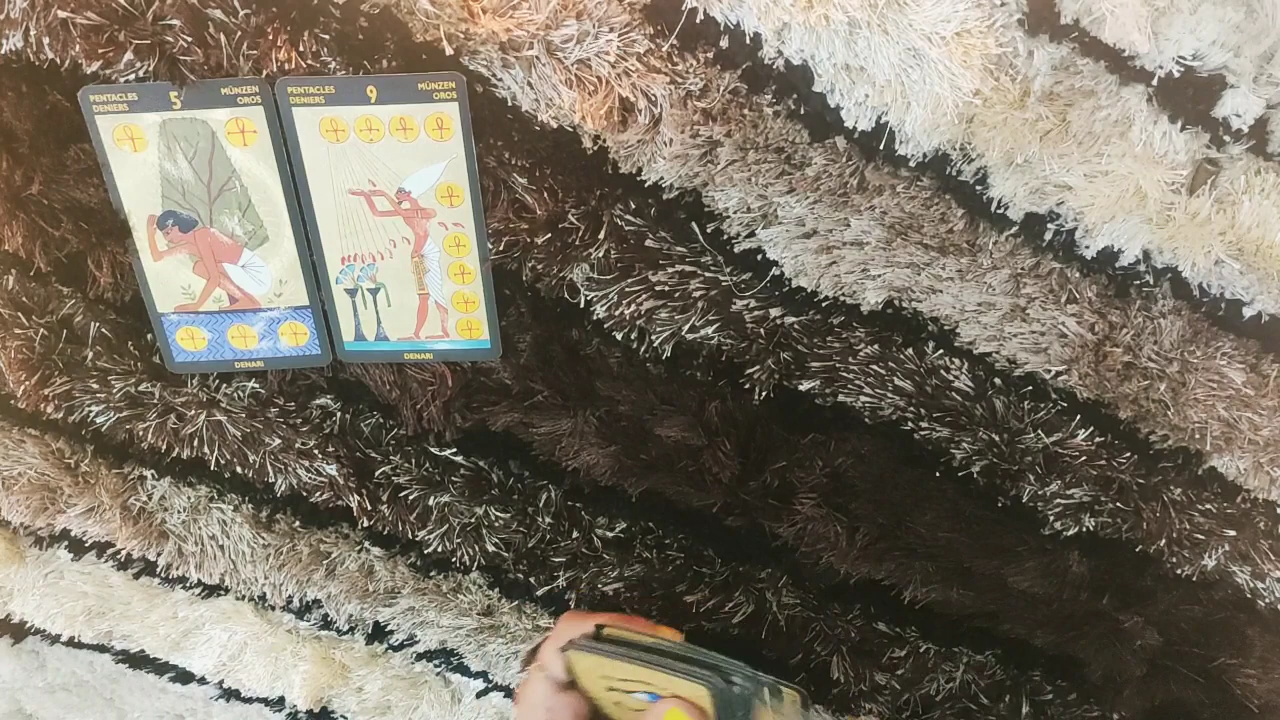 PENTACLES 5 MÜNZEN
DENIERS OROS
DENARI
PENTACLES 9 MÜNZEN
DENIERS OROS
DENARI